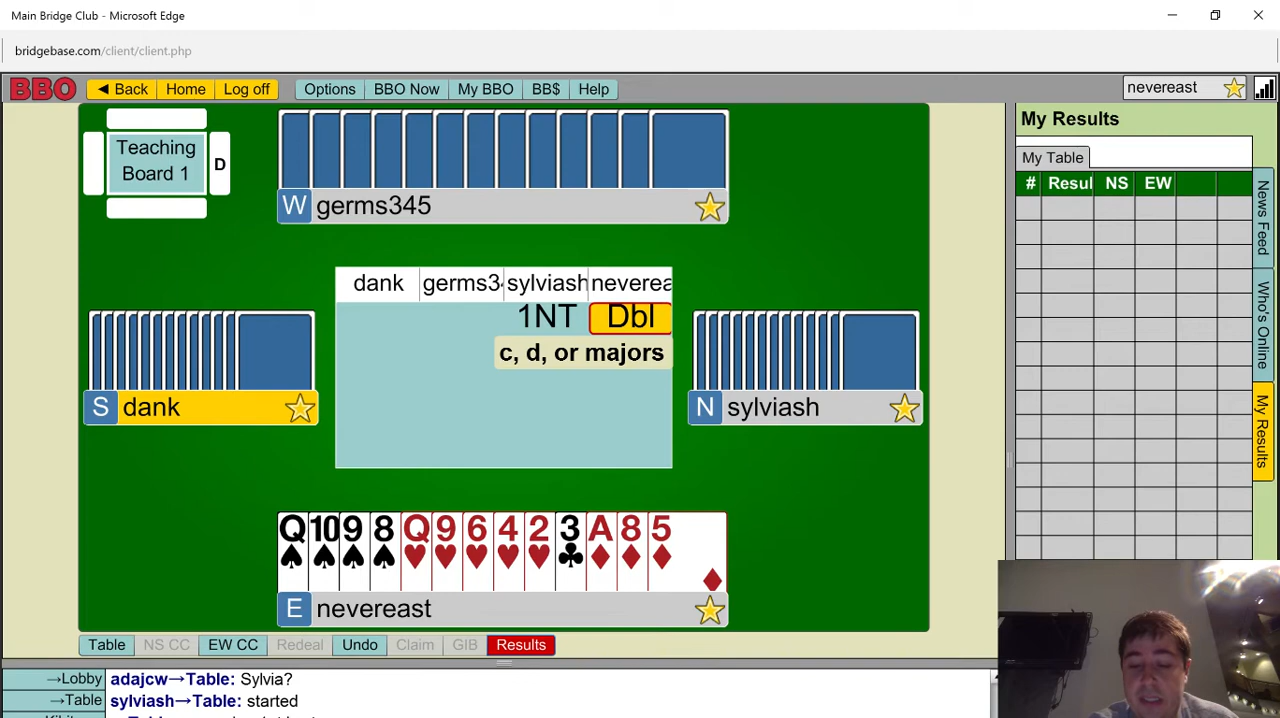 Main Bridge Club - Microsoft Edge
bridgebase.com/client/client.php
BBO ◄ Back Home Log off Options BBO Now My BBO BB$ Help nevereast
Teaching
Board 1
D
W germs345
dank germs34 sylviash neverea
1NT Dbl
c, d, or majors
S dank
N sylviash
Q 10 9 8 Q 9 6 4 2 3 A 8 5
E nevereast
Table NS CC EW CC Redeal Undo Claim GIB Results
→Lobby adajcw→Table: Sylvia?
→Table sylviash→Table: started
My Results
My Table
# Resul NS EW
News Feed
Who's Online
My Results